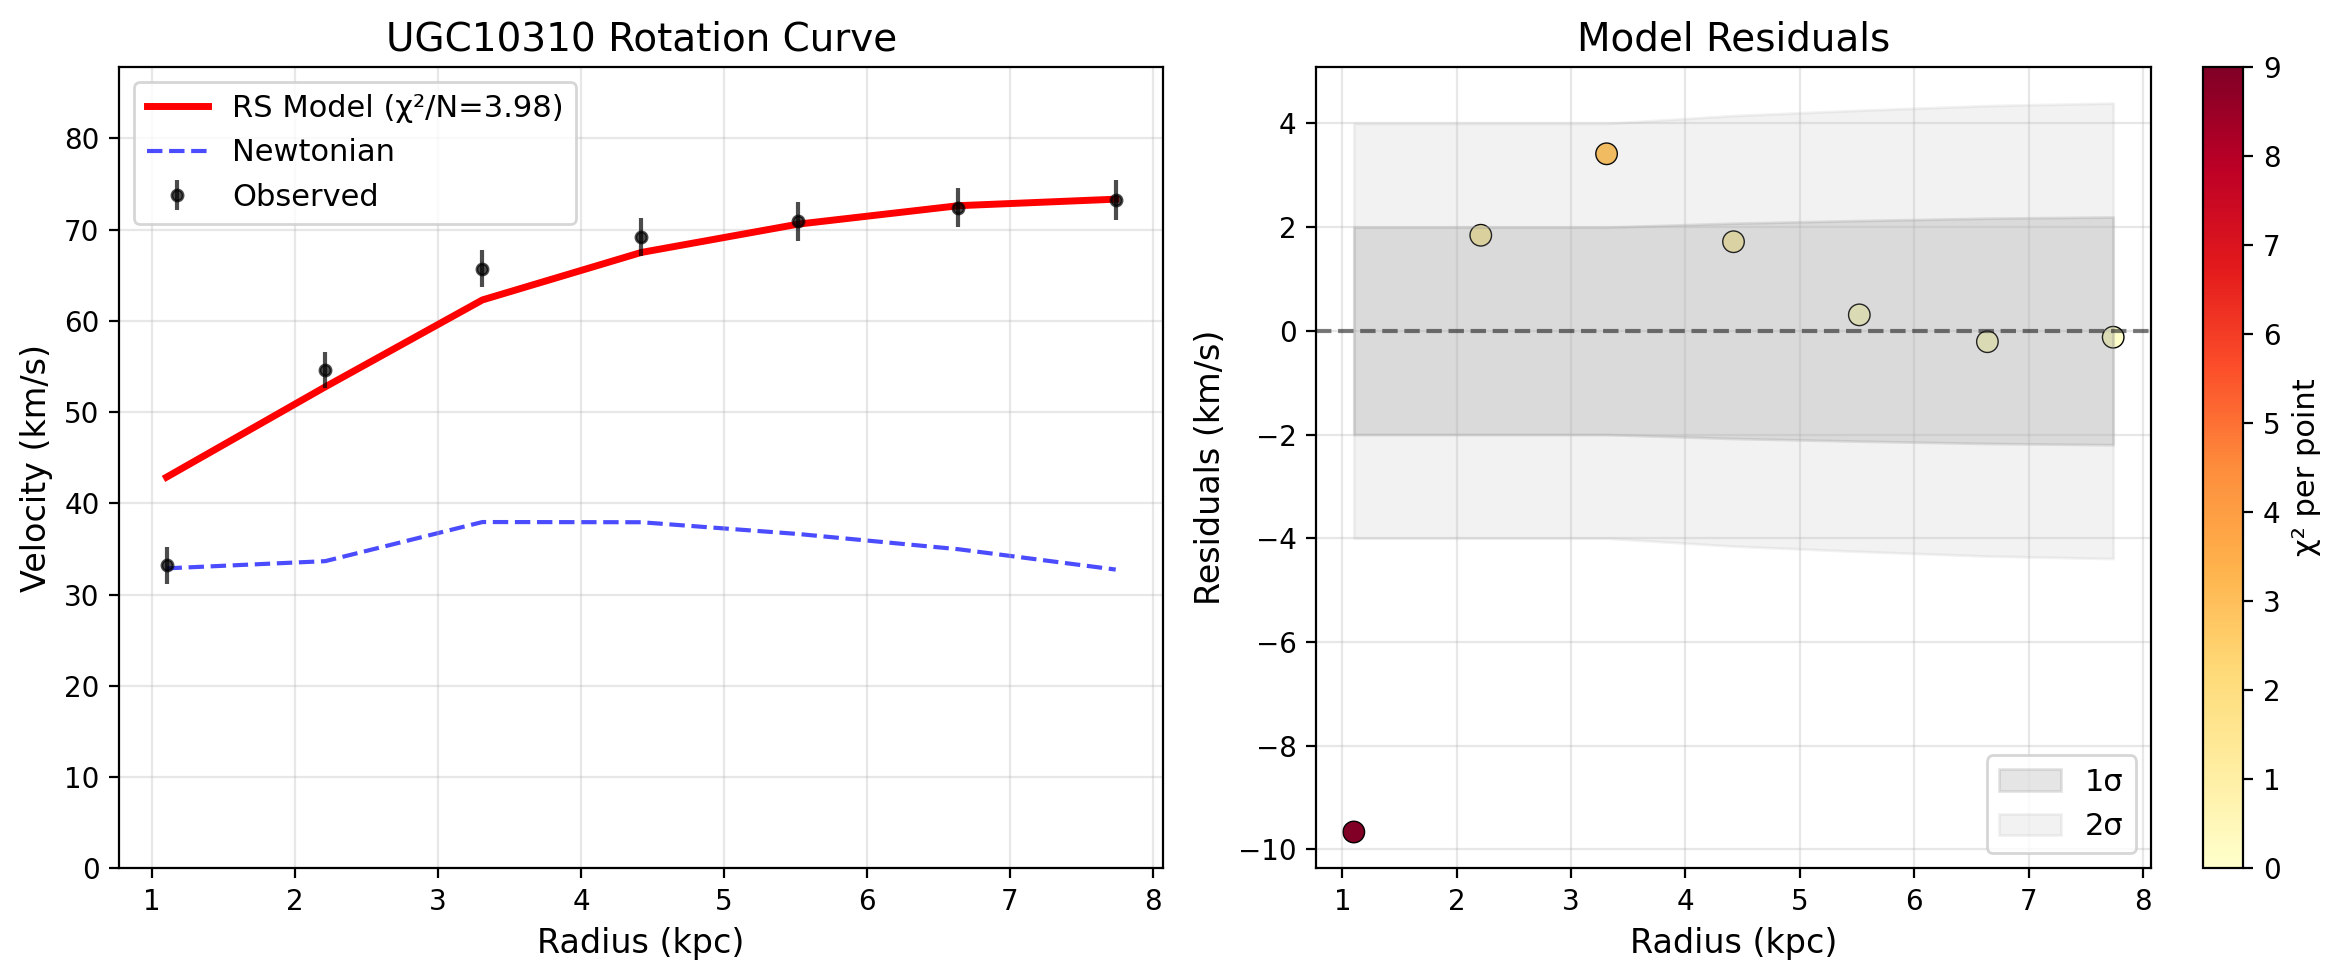 UGC10310 Rotation Curve
RS Model (χ²/N=3.98)
Newtonian
Observed
80
70
60
50
40
30
20
10
0
Velocity (km/s)
1 2 3 4 5 6 7 8
Radius (kpc)
Model Residuals
4
2
0
−2
−4
−6
−8
−10
Residuals (km/s)
1σ
2σ
1 2 3 4 5 6 7 8
Radius (kpc)
9
8
7
6
5
4
3
2
1
0
χ² per point